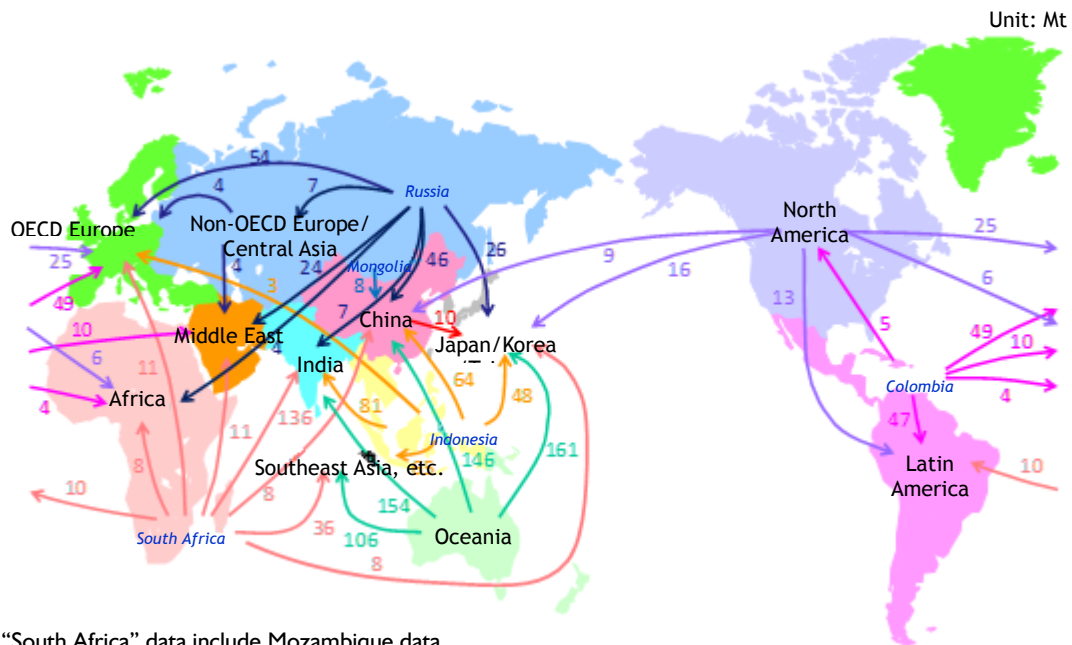 Unit: Mt
54
4
7
Russia
OECD Europe
Non-OECD Europe/
Central Asia
North
America
25
25
4
24
3
Mongolia
46
26
9
16
6
49
8
7
13
10
China
10
Japan/Korea
5
49
10
Middle East
4
India
6
11
64
48
Colombia
4
4
Africa
136
81
47
11
Indonesia
161
8
Southeast Asia, etc.
146
Latin
America
10
10
8
154
36
106
South Africa
Oceania
8
"South Africa" data include Mozambique data